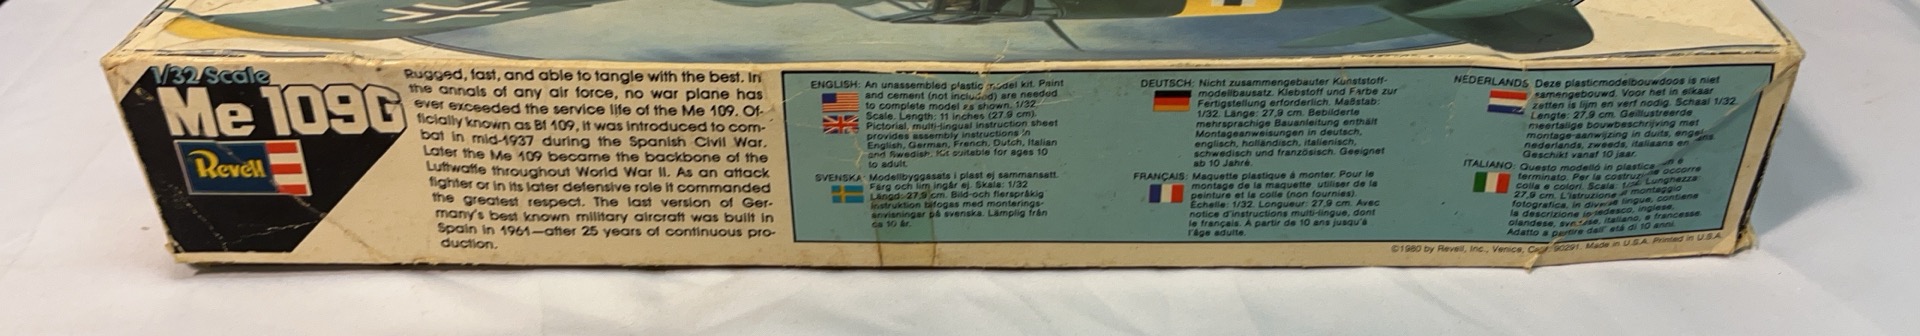 1/32 Scale
Me 109G
Revell
Rugged, fast, and able to tangle with the best. In
the annals of any air force, no war plane has
ever exceeded the service life of the Me 109. Of-
ficially known as Bf 109, it was introduced to com-
bat in mid-1937 during the Spanish Civil War.
Later the Me 109 became the backbone of the
Luftwaffe throughout World War II. As an attack
fighter or in its later defensive role it commanded
the greatest respect. The last version of Ger-
many's best known military aircraft was built in
Spain in 1961—after 25 years of continuous pro-
duction.
ENGLISH: An unassembled plastic model kit. Paint
and cement (not included) are needed
to complete model as shown. 1/32
Scale. Length: 11 inches (27.9 cm).
Pictorial, multi-lingual instruction sheet
provides assembly instructions in
English, German, French, Dutch, Italian
and Swedish. Kit suitable for ages 10
to adult.
SVENSKA: Modellbyggsats i plast ej sammansatt.
Färg och lim ingår ej. Skala: 1/32
Längd: 27,9 cm. Bild-och flerspråkig
instruktion bifogas med monterings-
anvisningar på svenska. Lämplig från
ca 10 år.
DEUTSCH: Nicht zusammengebauter Kunststoff-
modellbausatz. Klebstoff und Farbe zur
Fertigstellung erforderlich. Maßstab:
1/32. Länge: 27,9 cm. Bebilderte
mehrsprachige Bauanleitung enthält
Montageanweisungen in deutsch,
englisch, holländisch, italienisch,
schwedisch und französisch. Geeignet
ab 10 Jahre.
FRANÇAIS: Maquette plastique à monter. Pour le
montage de la maquette utiliser de la
peinture et la colle (non fournies).
Échelle: 1/32. Longueur: 27,9 cm. Avec
notice d'instructions multi-lingue, dont
le français. À partir de 10 ans jusqu'à
l'âge adulte.
NEDERLANDS Deze plasticmodelbouwdoos is niet
samengebouwd. Voor het in elkaar
zetten is lijm en verf nodig. Schaal 1/32.
Lengte: 27,9 cm. Geïllustreerde
meertalige bouwbeschrijving met
montage-aanwijzing in duits, engels,
nederlands, zweeds, italiaans en
Geschikt vanaf 10 jaar.
ITALIANO: Questo modello in plastica
terminato. Per la costruzione occorre
colla e colori. Scala: 1/32 Lunghezza:
27,9 cm. L'istruzione montaggio
fotografica, in diverse lingue, contiene
la descrizione in tedesco, inglese,
olandese, svedese, italiano, e francese.
Adatto a partire dall' età di 10 anni.
©1980 by Revell, Inc., Venice, 90291. Made in U.S.A. Printed in U.S.A.